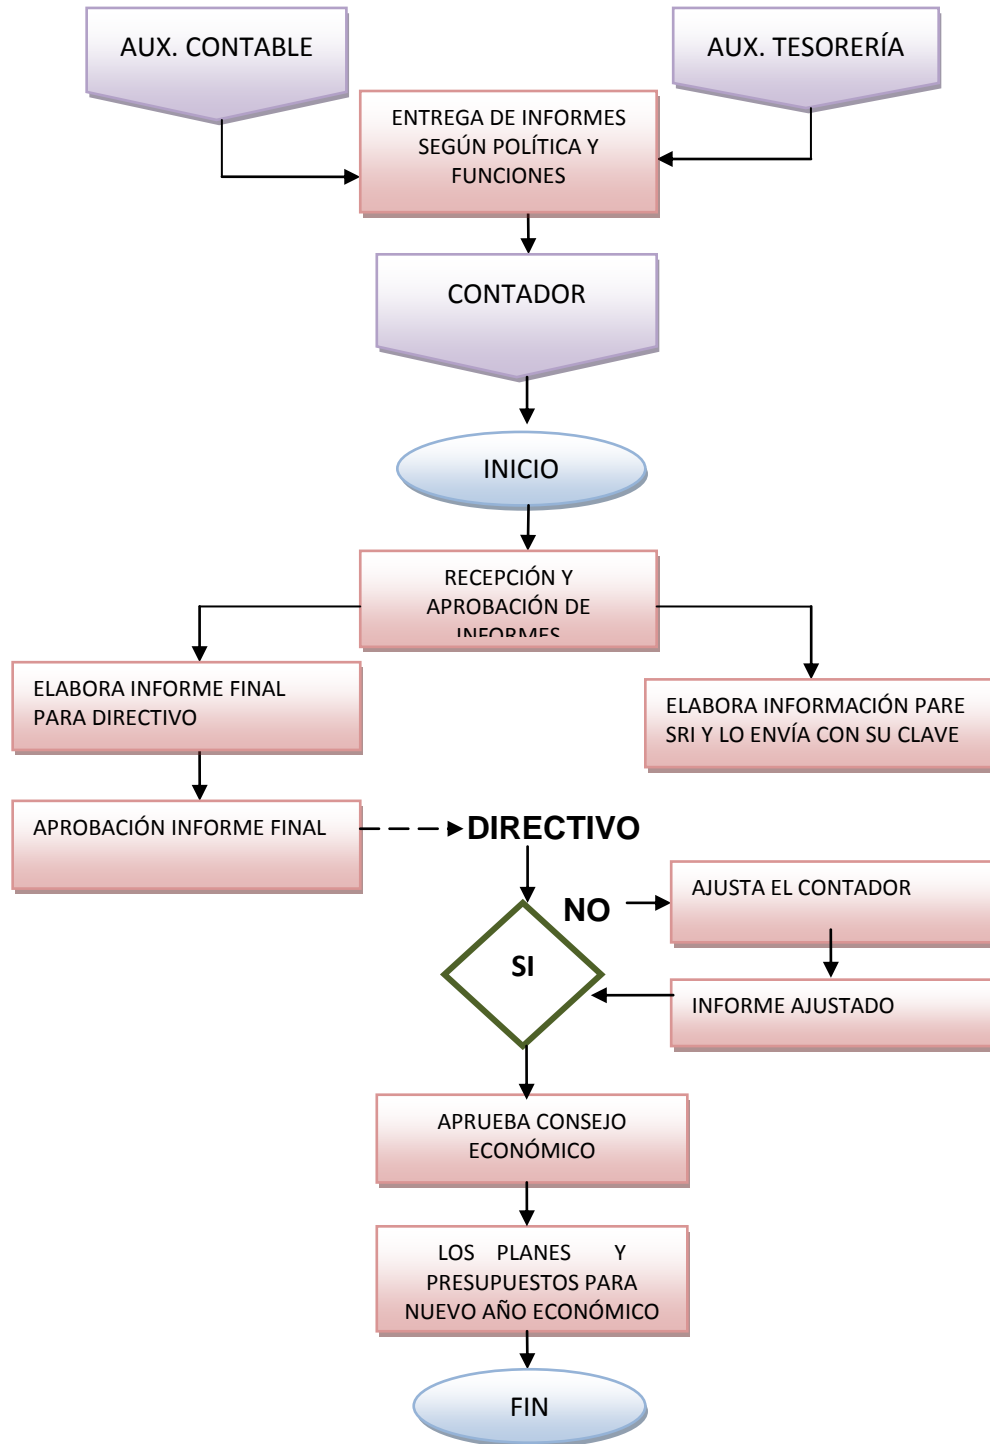 AUX. CONTABLE
AUX. TESORERÍA
ENTREGA DE INFORMES
SEGÚN POLÍTICA Y
FUNCIONES
CONTADOR
INICIO
RECEPCIÓN Y
APROBACIÓN DE
INFORMES
ELABORA INFORME FINAL
PARA DIRECTIVO
ELABORA INFORMACIÓN PARE
SRI Y LO ENVÍA CON SU CLAVE
APROBACIÓN INFORME FINAL
DIRECTIVO
NO
AJUSTA EL CONTADOR
SI
INFORME AJUSTADO
APRUEBA CONSEJO
ECONÓMICO
LOS PLANES Y
PRESUPUESTOS PARA
NUEVO AÑO ECONÓMICO
FIN